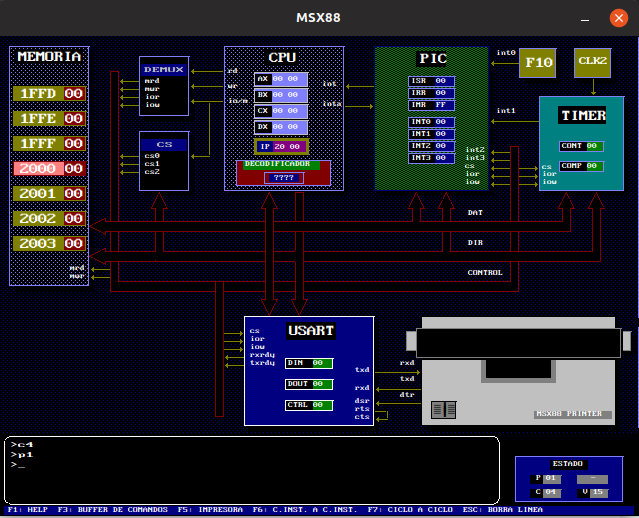 MSX88
MEMORIA
1FFD 00
1FFE 00
1FFF 00
2000 00
2001 00
2002 00
2003 00
mrd
mwr
DEMUX
mrd
mwr
ior
iow
CS
cs0
cs1
cs2
rd
wr
io/m
CPU
AX 00 00
BX 00 00
CX 00 00
DX 00 00
IP 20 00
DECODIFICADOR
????
int
inta
PIC
ISR 00
IRR 00
IMR FF
INT0 00
INT1 00
INT2 00
INT3 00
int0
int1
int2
int3
cs
ior
iow
F10
CLK2
TIMER
CONT 00
COMP 00
cs
ior
iow
DAT
DIR
CONTROL
USART
cs
ior
iow
rxrdy
txrdy
DIN 00
DOUT 00
CTRL 00
txd
rxd
dsr
rts
cts
rxd
txd
dtr
MSX88 PRINTER
>c4
>p1
>_
ESTADO
P 01 -
C 04 V 15
F1: HELP F3: BUFFER DE COMANDOS F5: IMPRESORA F6: C.INST. A C.INST. F7: CICLO A CICLO ESC: BORRA LINEA